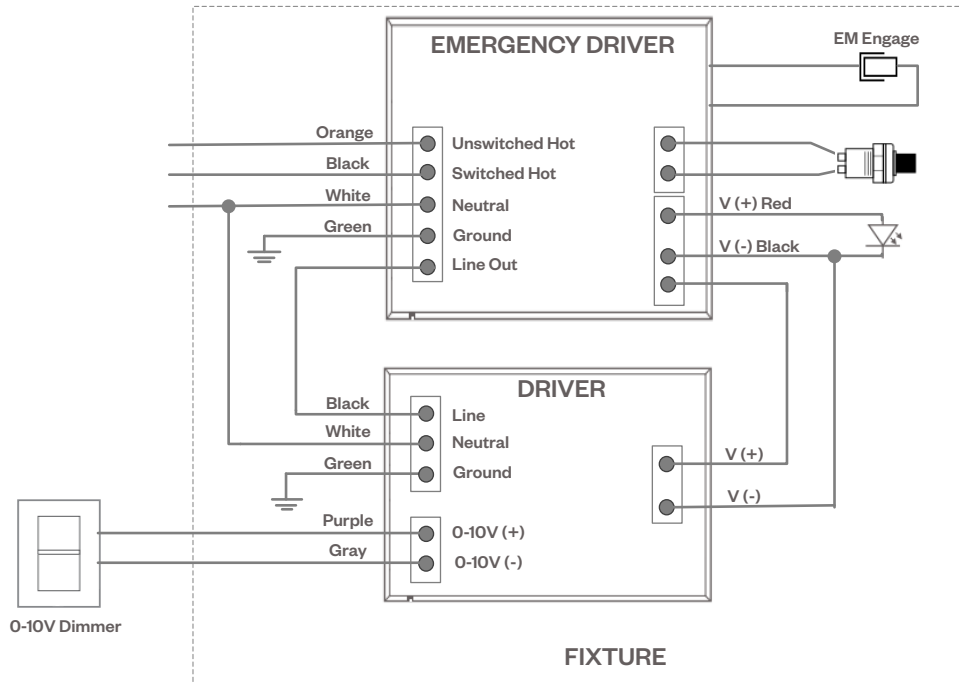 EMERGENCY DRIVER
EM Engage
Orange
Unswitched Hot
Black
Switched Hot
White
Neutral
V (+) Red
Green
Ground
V (-) Black
Line Out
DRIVER
Black
Line
White
Neutral
V (+)
Green
Ground
V (-)
Purple
0-10V (+)
Gray
0-10V (-)
0-10V Dimmer
FIXTURE